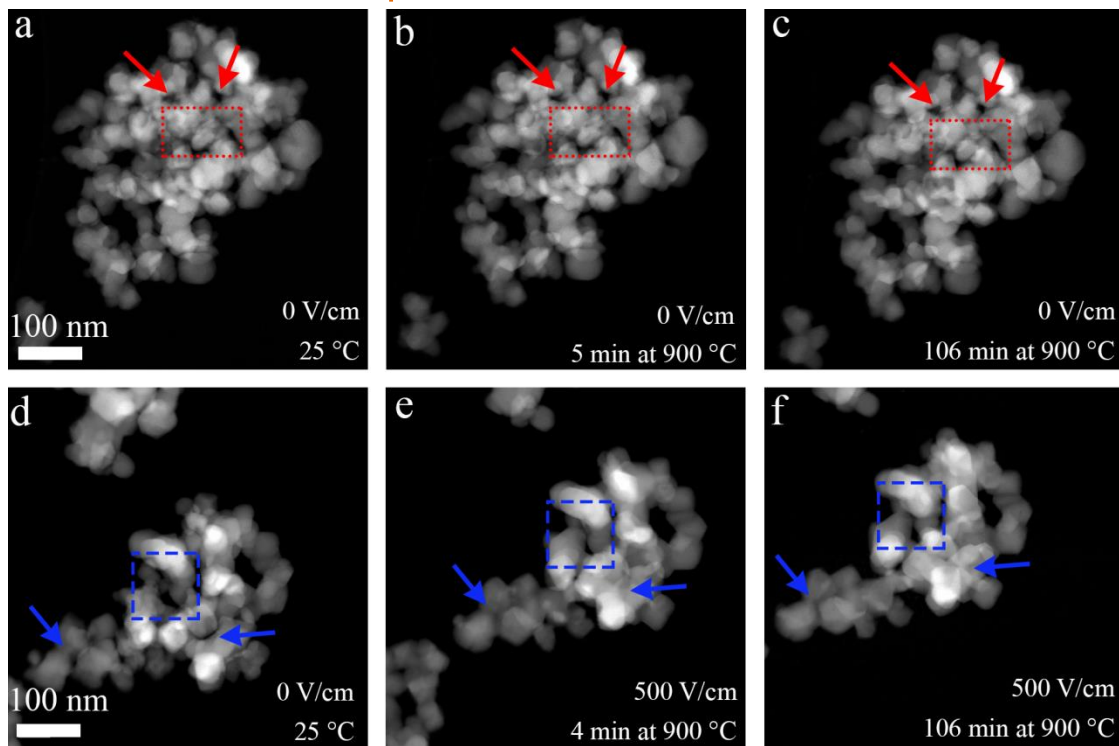 a
0 V/cm
100 nm
25 °C
b
0 V/cm
5 min at 900 °C
c
0 V/cm
106 min at 900 °C
d
0 V/cm
100 nm
25 °C
e
500 V/cm
4 min at 900 °C
f
500 V/cm
106 min at 900 °C